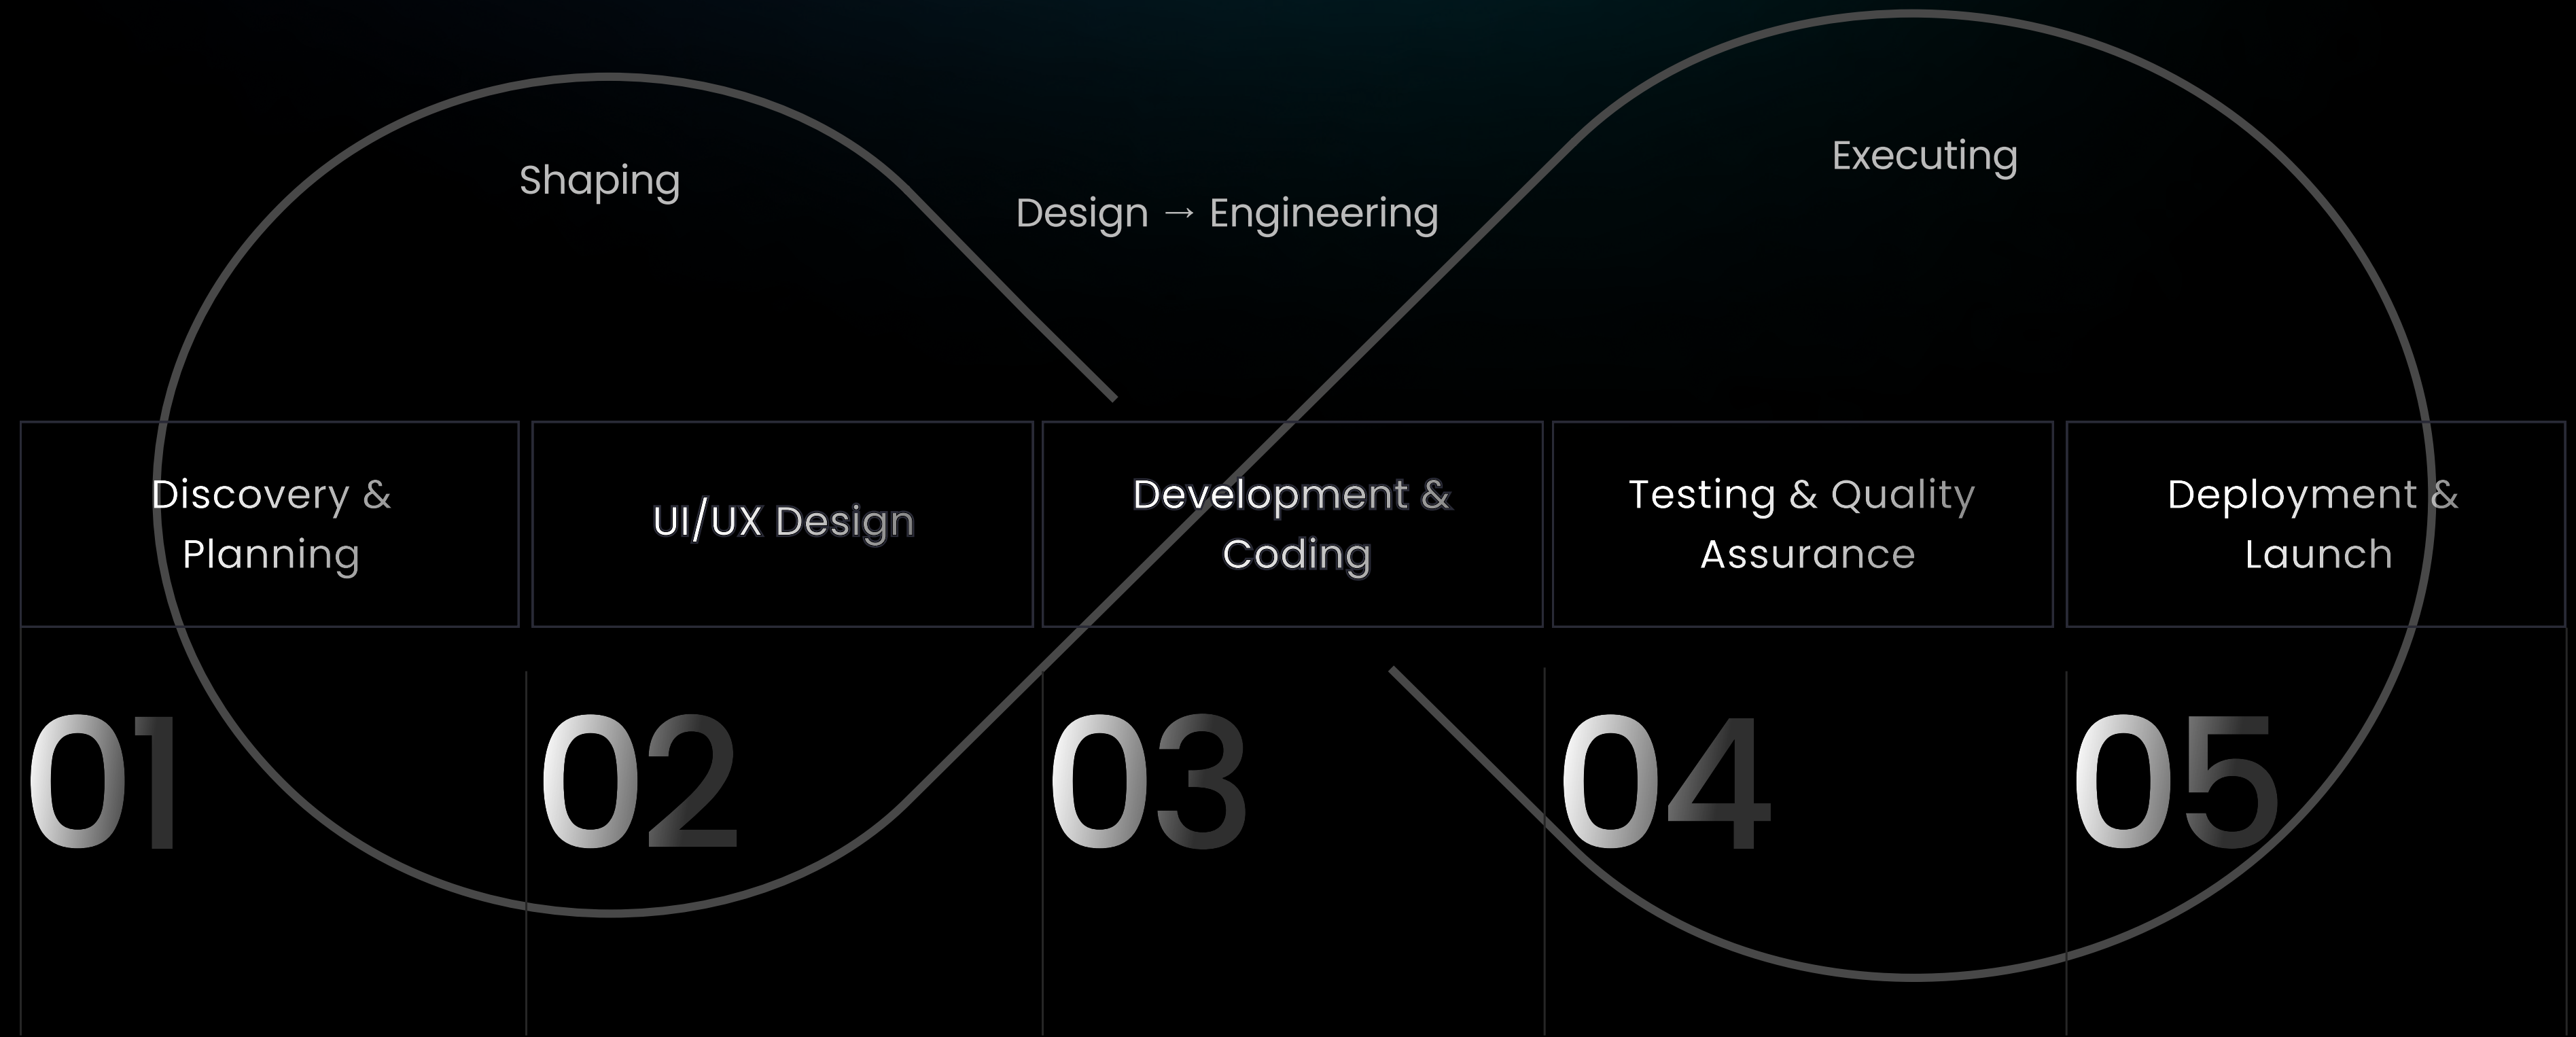 Shaping
Design → Engineering
Executing
Discovery &
Planning
UI/UX Design
Development &
Coding
Testing & Quality
Assurance
Deployment &
Launch
01
02
03
04
05